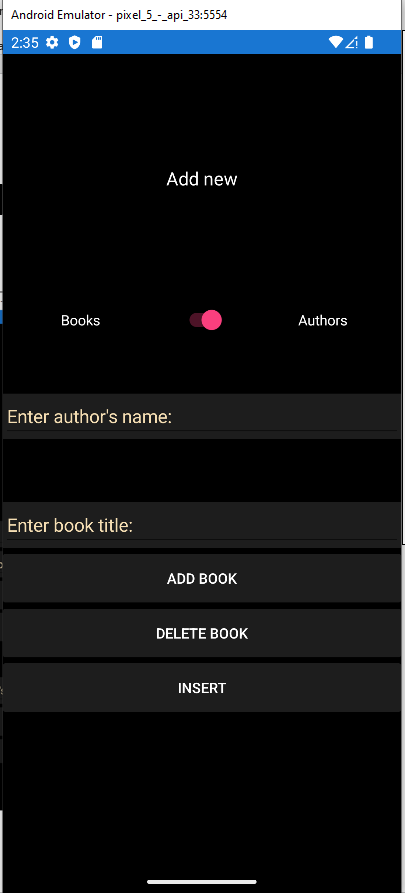 Android Emulator - pixel_5_-_api_33:5554
2:35
Add new
Books
Authors
Enter author's name:
Enter book title:
ADD BOOK
DELETE BOOK
INSERT